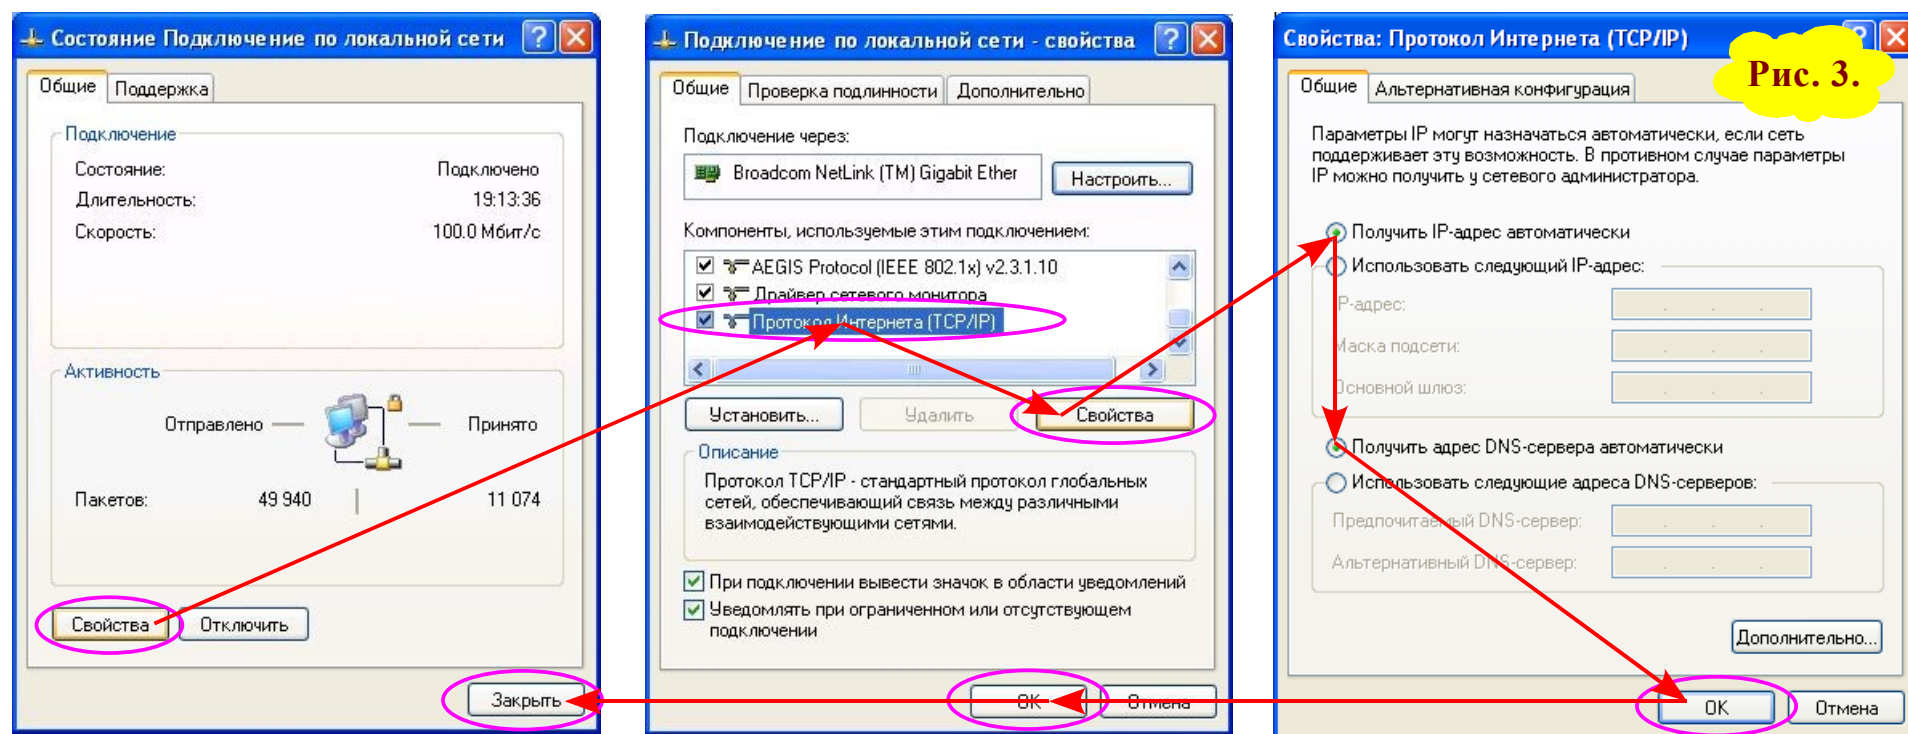 Состояние Подключение по локальной сети
Общие
Поддержка
Подключение
Состояние:
Подключено
Длительность:
19:13:36
Скорость:
100.0 Мбит/с
Активность
Отправлено
Принято
Пакетов:
49 940
11 074
Свойства
Отключить
Закрыть
Подключение по локальной сети - свойства
Общие
Проверка подлинности
Дополнительно
Подключение через:
Broadcom NetLink (TM) Gigabit Ether
Настроить...
Компоненты, используемые этим подключением:
AEGIS Protocol (IEEE 802.1x) v2.3.1.10
Драйвер сетевого монитора
Протокол Интернета (TCP/IP)
Установить...
Удалить
Свойства
Описание
Протокол TCP/IP - стандартный протокол глобальных
сетей, обеспечивающий связь между различными
взаимодействующими сетями.
При подключении вывести значок в области уведомлений
Уведомлять при ограниченном или отсутствующем
подключении
OK
Отмена
Свойства: Протокол Интернета (TCP/IP)
Рис. 3.
Общие
Альтернативная конфигурация
Параметры IP могут назначаться автоматически, если сеть
поддерживает эту возможность. В противном случае параметры
IP можно получить у сетевого администратора.
Получить IP-адрес автоматически
Использовать следующий IP-адрес:
IP-адрес:
Маска подсети:
Основной шлюз:
Получить адрес DNS-сервера автоматически
Использовать следующие адреса DNS-серверов:
Предпочитаемый DNS-сервер:
Альтернативный DNS-сервер:
Дополнительно...
OK
Отмена